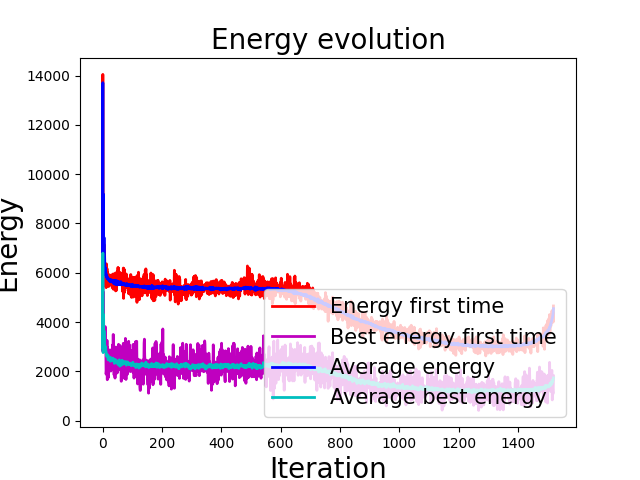 Energy evolution
Energy
14000
12000
10000
8000
6000
4000
2000
0
Energy first time
Best energy first time
Average energy
Average best energy
0 200 400 600 800 1000 1200 1400
Iteration